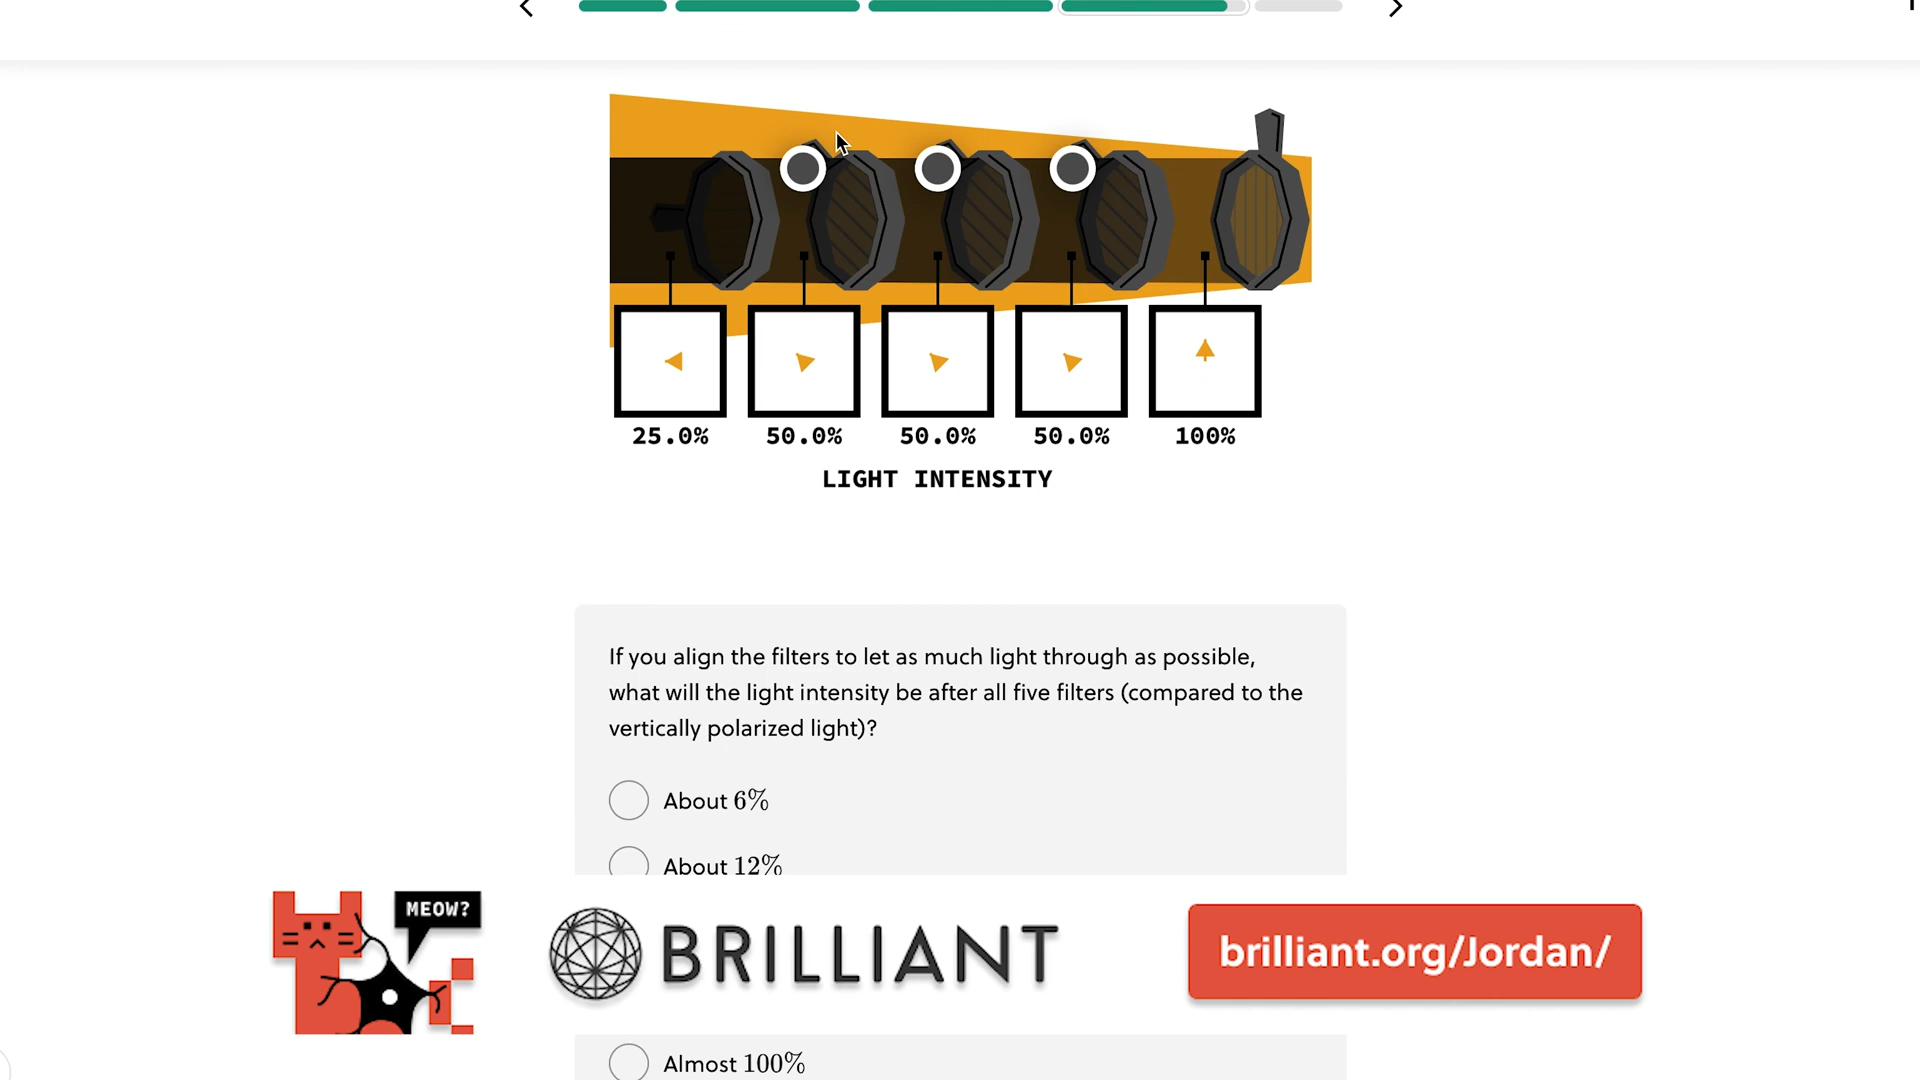 25.0% 50.0% 50.0% 50.0% 100%
LIGHT INTENSITY
If you align the filters to let as much light through as possible,
what will the light intensity be after all five filters (compared to the
vertically polarized light)?
About 6%
About 12%
MEOW?
BRILLIANT
brilliant.org/Jordan/
Almost 100%